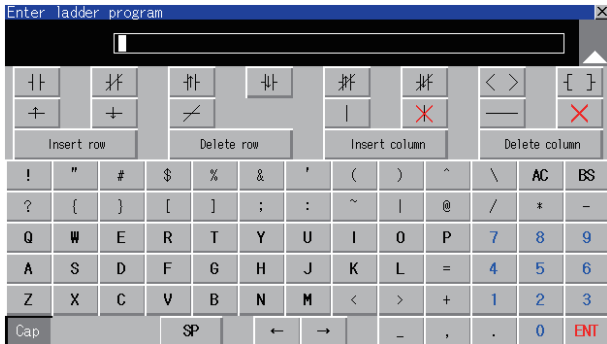 Enter ladder program
Insert row Delete row Insert column Delete column
! " # $ % & ' ( ) ^ \ AC BS
? { } [ ] ; : ~ | @ / * -
Q W E R T Y U I O P 7 8 9
A S D F G H J K L = 4 5 6
Z X C V B N M < > + 1 2 3
Cap SP ← → _ , . 0 ENT